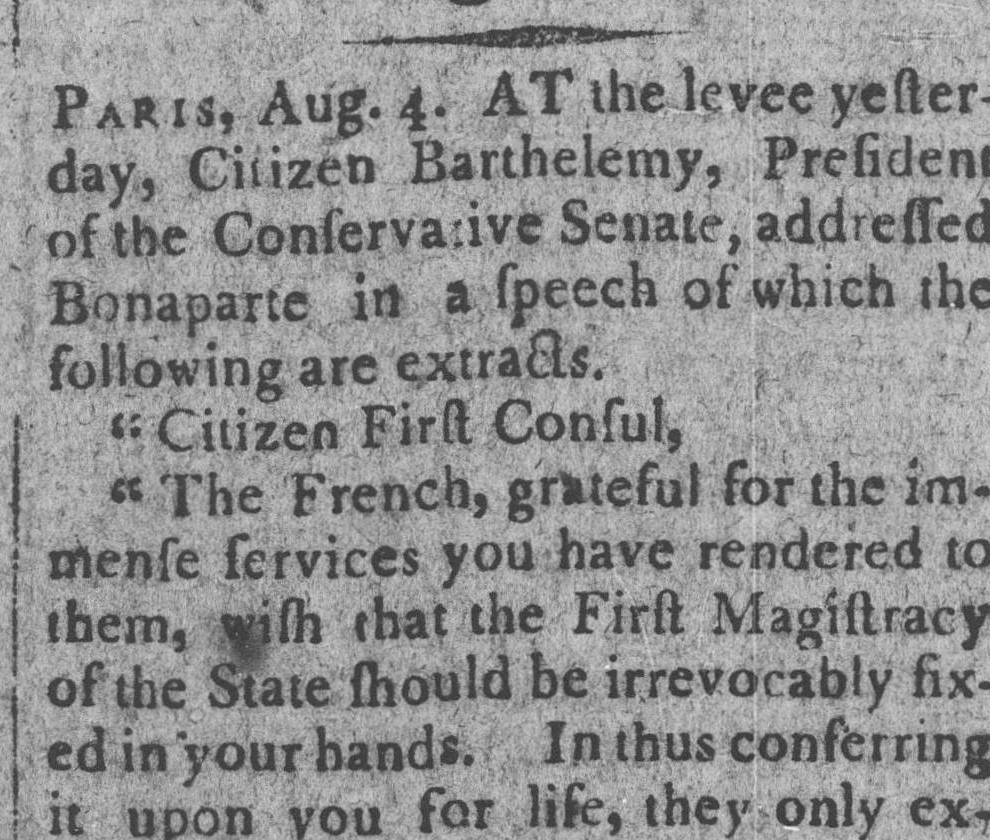 PARIS, Aug. 4. AT the levee yeſter-
day, Citizen Barthelemy, Preſident
of the Conſervative Senate, addreſſed
Bonaparte in a ſpeech of which the
following are extracts.
“ Citizen Firſt Conſul,
“ The French, grateful for the im-
menſe ſervices you have rendered to
them, wiſh that the Firſt Magiſtracy
of the State ſhould be irrevocably fix-
ed in your hands. In thus conferring
it upon you for life, they only ex-